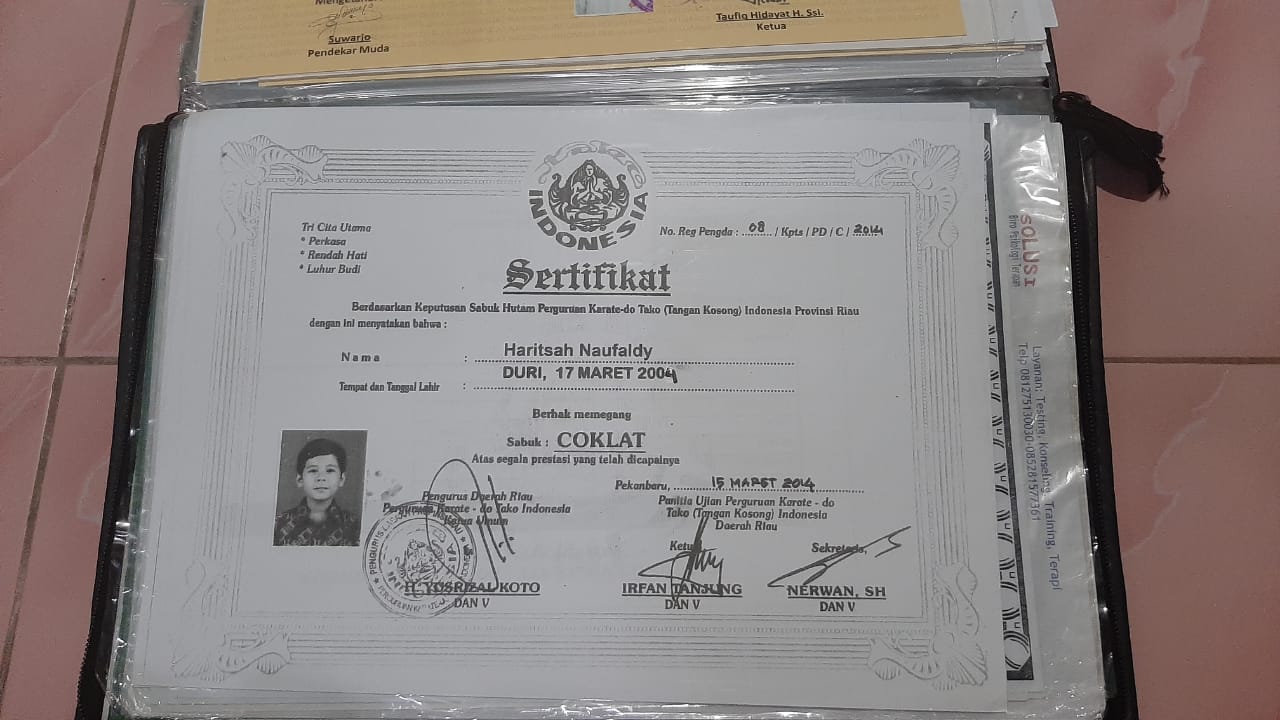 Mengetahui
Suwarjo
Pendekar Muda
Taufiq Hidayat H. Ssi.
Ketua
TAKO
INDONESIA
Tri Cita Utama
* Perkasa
* Rendah Hati
* Luhur Budi
No. Reg Pengda : 08 / Kpts / PD / C / 2014
Sertifikat
Berdasarkan Keputusan Sabuk Hutam Perguruan Karate-do Tako (Tangan Kosong) Indonesia Provinsi Riau
dengan ini menyatakan bahwa :
Nama : Haritsah Naufaldy
DURI, 17 MARET 2004
Tempat dan Tanggal Lahir :
Berhak memegang
Sabuk : COKLAT
Atas segala prestasi yang telah dicapainya
Pekanbaru, 15 MARET 2014
Pengurus Daerah Riau
Perguruan Karate - do Tako Indonesia
Ketua Umum
H. YUSRIZAL KOTO
DAN V
Panitia Ujian Perguruan Karate - do
Tako (Tangan Kosong) Indonesia
Daerah Riau
Ketua
IRFAN TANJUNG
DAN V
Sekretaris,
NERWAN, SH
DAN V
SOLUSI
Biro Psikologi Terapan
Layanan: Testing, Konseling, Training, Terapi
Telp 081275130030-085281577361